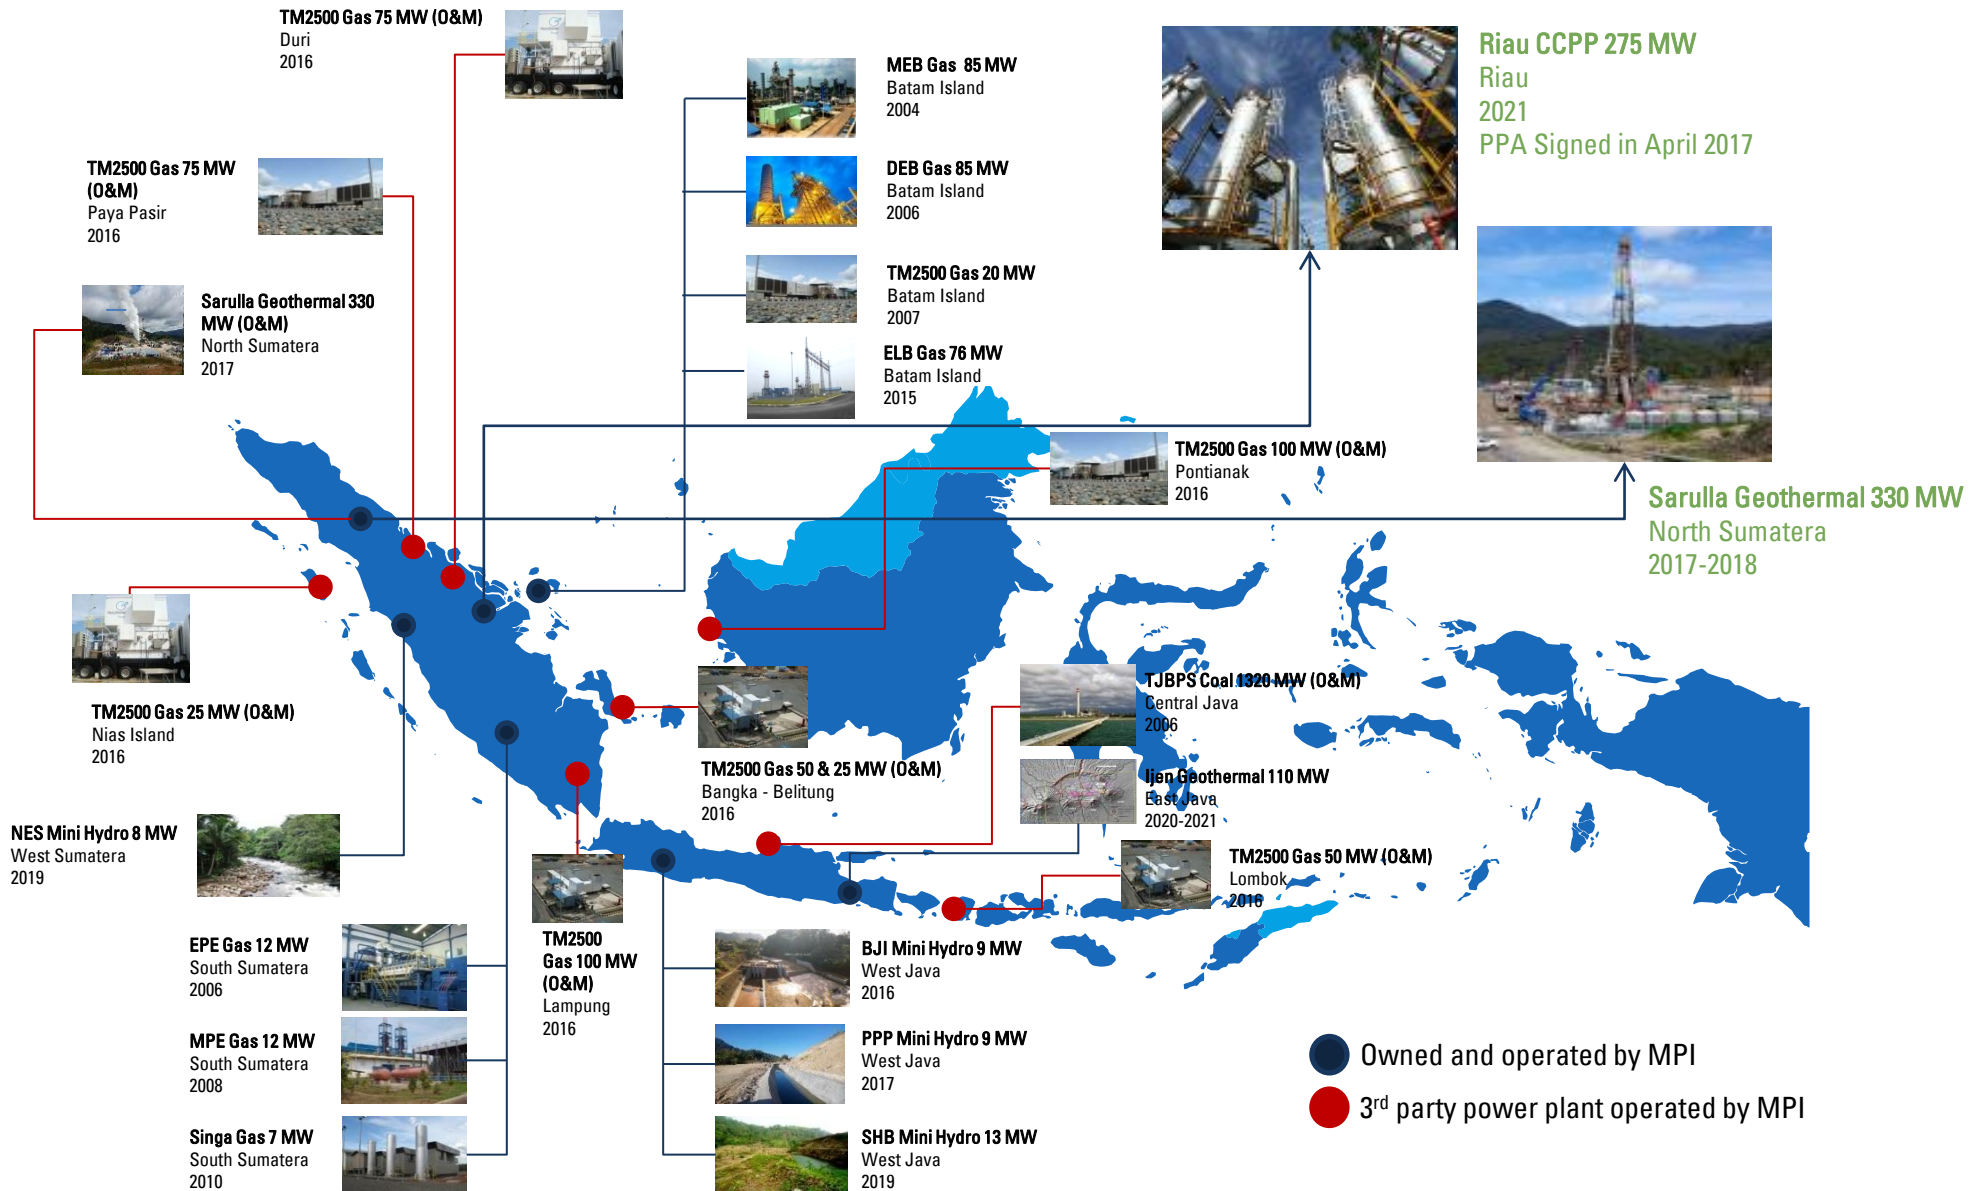 TM2500 Gas 75 MW (O&M)
Duri
2016
MEB Gas 85 MW
Batam Island
2004
Riau CCPP 275 MW
Riau
2021
PPA Signed in April 2017
TM2500 Gas 75 MW
(O&M)
Paya Pasir
2016
DEB Gas 85 MW
Batam Island
2006
TM2500 Gas 20 MW
Batam Island
2007
Sarulla Geothermal 330
MW (O&M)
North Sumatera
2017
ELB Gas 76 MW
Batam Island
2015
TM2500 Gas 100 MW (O&M)
Pontianak
2016
Sarulla Geothermal 330 MW
North Sumatera
2017-2018
TM2500 Gas 25 MW (O&M)
Nias Island
2016
TJBPS Coal 1320 MW (O&M)
Central Java
2006
TM2500 Gas 50 & 25 MW (O&M)
Bangka - Belitung
2016
Ijen Geothermal 110 MW
East Java
2020-2021
NES Mini Hydro 8 MW
West Sumatera
2019
TM2500 Gas 50 MW (O&M)
Lombok
2016
EPE Gas 12 MW
South Sumatera
2006
TM2500
Gas 100 MW
(O&M)
Lampung
2016
BJI Mini Hydro 9 MW
West Java
2016
MPE Gas 12 MW
South Sumatera
2008
PPP Mini Hydro 9 MW
West Java
2017
Singa Gas 7 MW
South Sumatera
2010
SHB Mini Hydro 13 MW
West Java
2019
Owned and operated by MPI
3rd party power plant operated by MPI